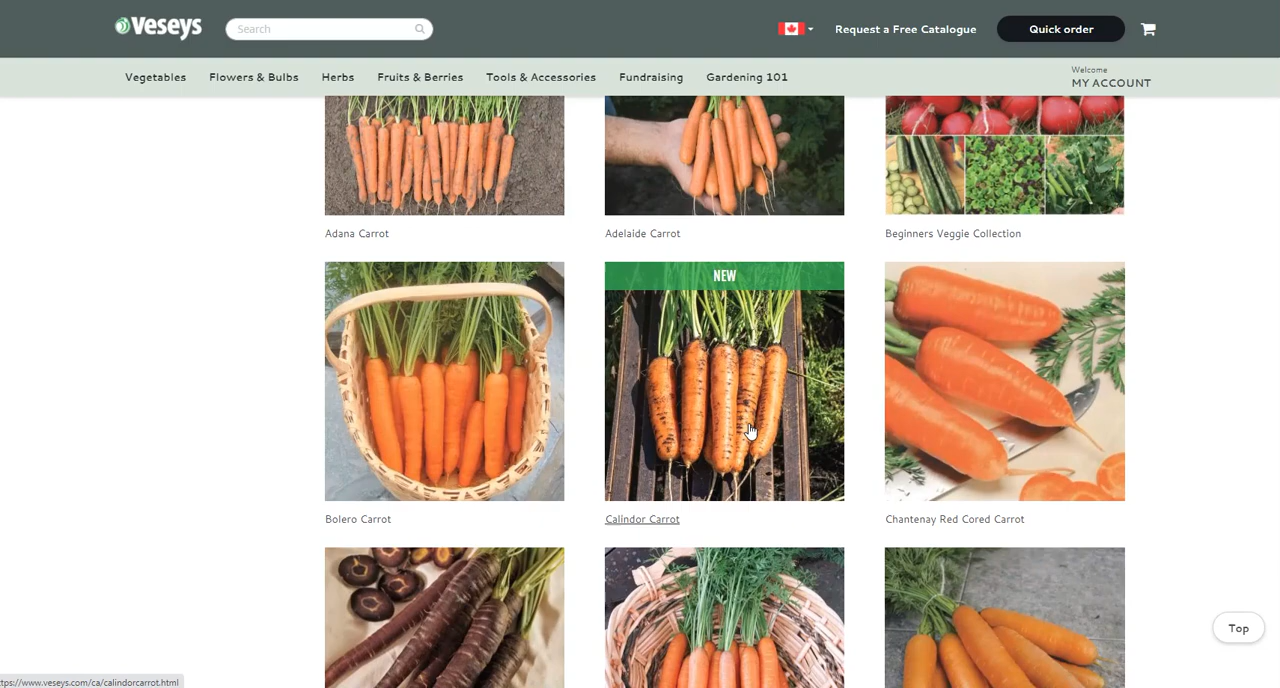 Veseys
Search
Request a Free Catalogue
Quick order
Vegetables
Flowers & Bulbs
Herbs
Fruits & Berries
Tools & Accessories
Fundraising
Gardening 101
Welcome
MY ACCOUNT
Adana Carrot
Adelaide Carrot
Beginners Veggie Collection
NEW
Bolero Carrot
Calindor Carrot
Chantenay Red Cored Carrot
Top
ttps://www.veseys.com/ca/calindorcarrot.html